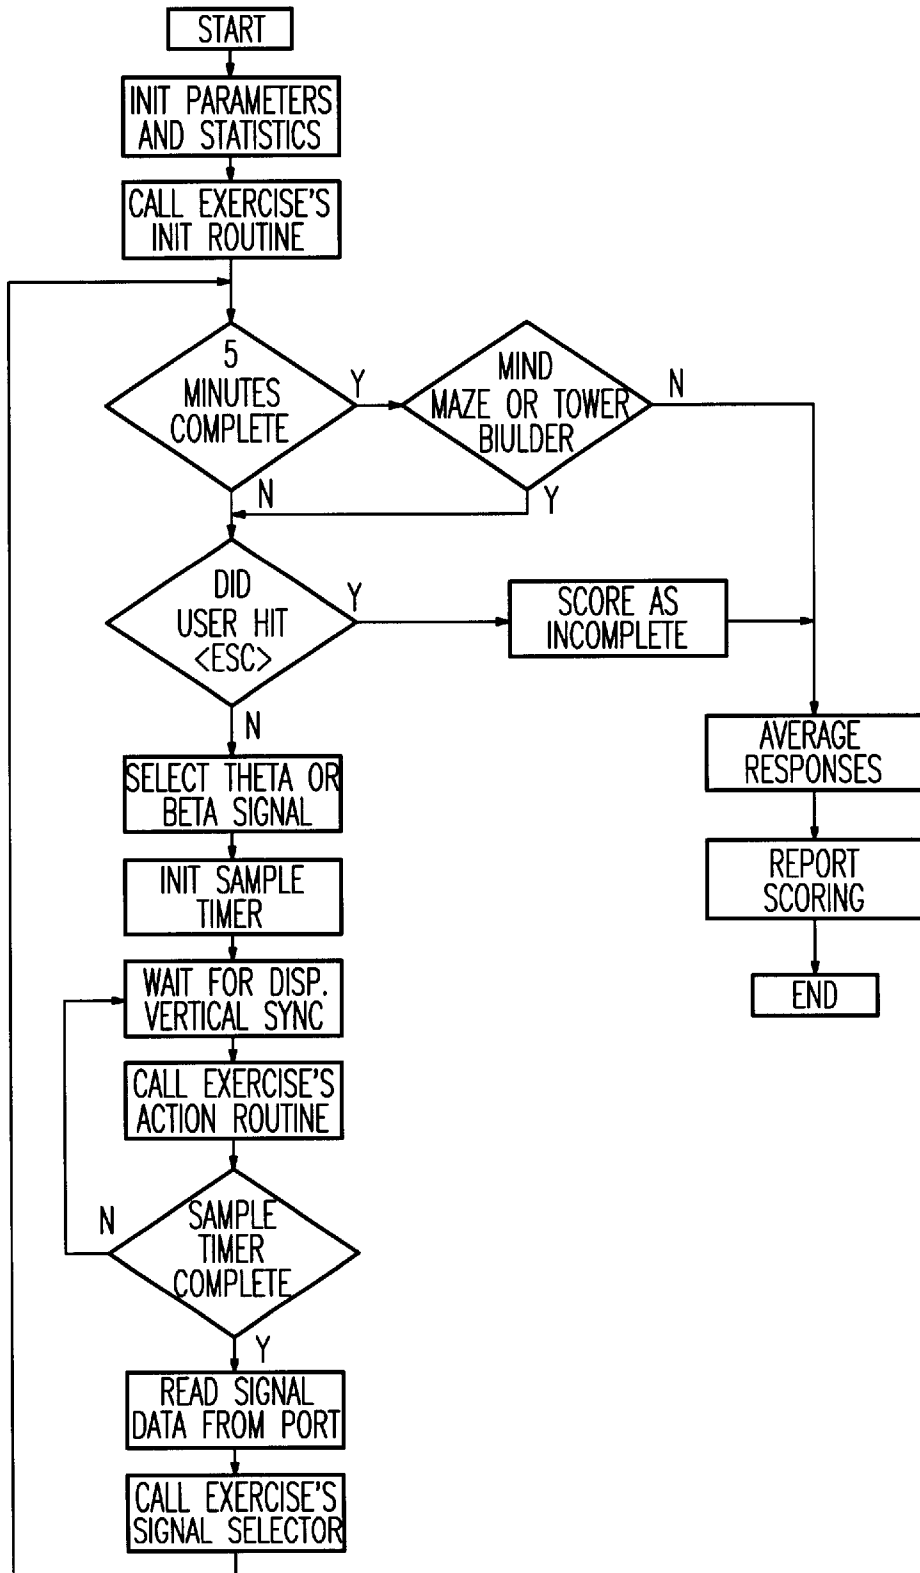 START
INIT PARAMETERS
AND STATISTICS
CALL EXERCISE'S
INIT ROUTINE
5
MINUTES
COMPLETE
Y
N
MIND
MAZE OR TOWER
BIULDER
N
Y
DID
USER HIT
<ESC>
Y
N
SCORE AS
INCOMPLETE
AVERAGE
RESPONSES
REPORT
SCORING
END
SELECT THETA OR
BETA SIGNAL
INIT SAMPLE
TIMER
WAIT FOR DISP.
VERTICAL SYNC
CALL EXERCISE'S
ACTION ROUTINE
SAMPLE
TIMER
COMPLETE
N
Y
READ SIGNAL
DATA FROM PORT
CALL EXERCISE'S
SIGNAL SELECTOR